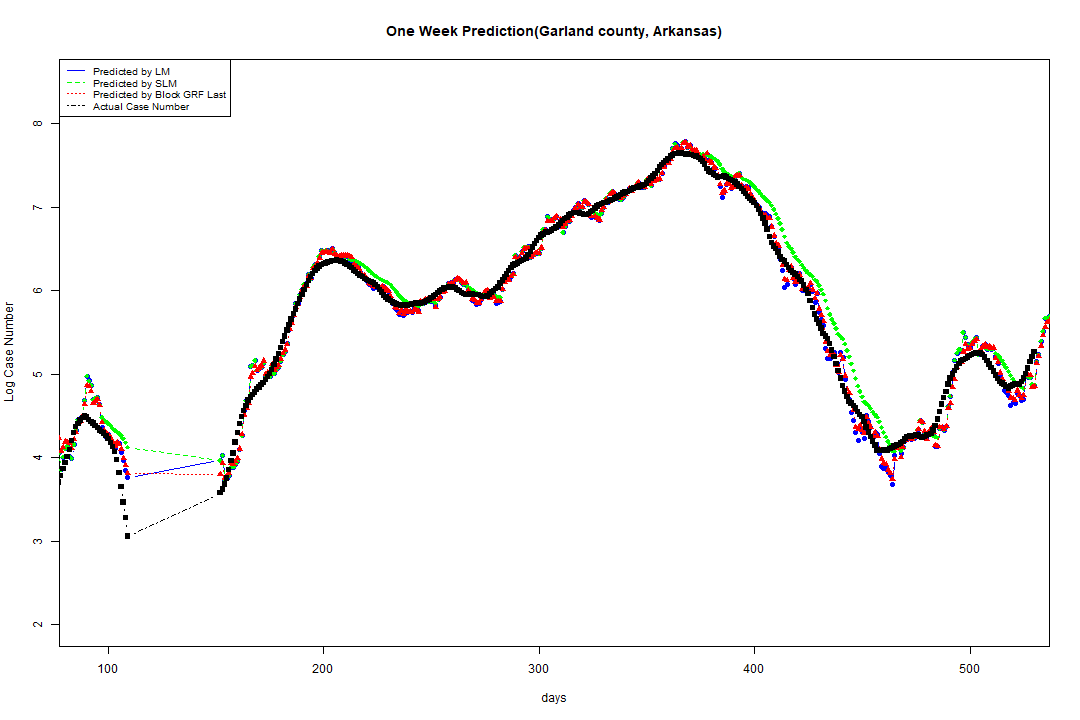 One Week Prediction(Garland county, Arkansas)
Predicted by LM
Predicted by SLM
Predicted by Block GRF Last
Actual Case Number
8
7
6
5
4
3
2
Log Case Number
100 200 300 400 500
days